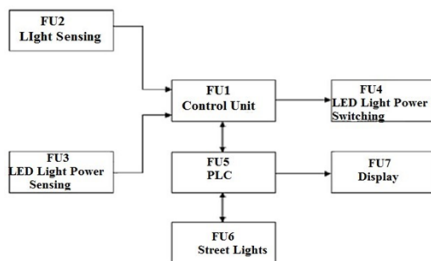 FU2
LIght Sensing
FU1
Control Unit
FU4
LED Light Power
Switching
FU3
LED Light Power
Sensing
FU5
PLC
FU7
Display
FU6
Street Lights